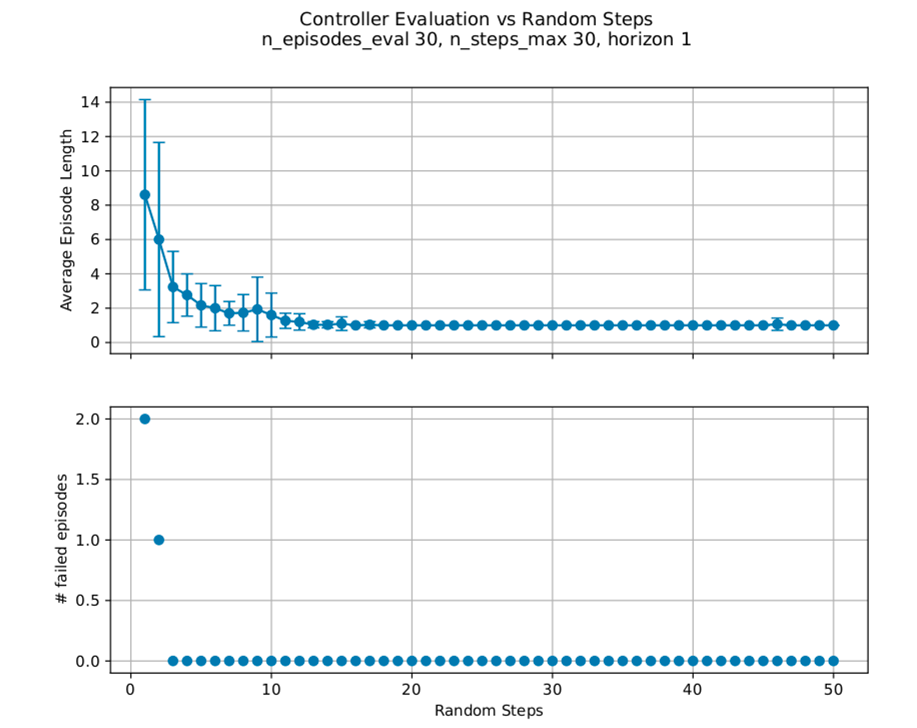 Controller Evaluation vs Random Steps
n_episodes_eval 30, n_steps_max 30, horizon 1
14
12
10
8
6
4
2
0
Average Episode Length
2.0
1.5
1.0
0.5
0.0
# failed episodes
0 10 20 30 40 50
Random Steps